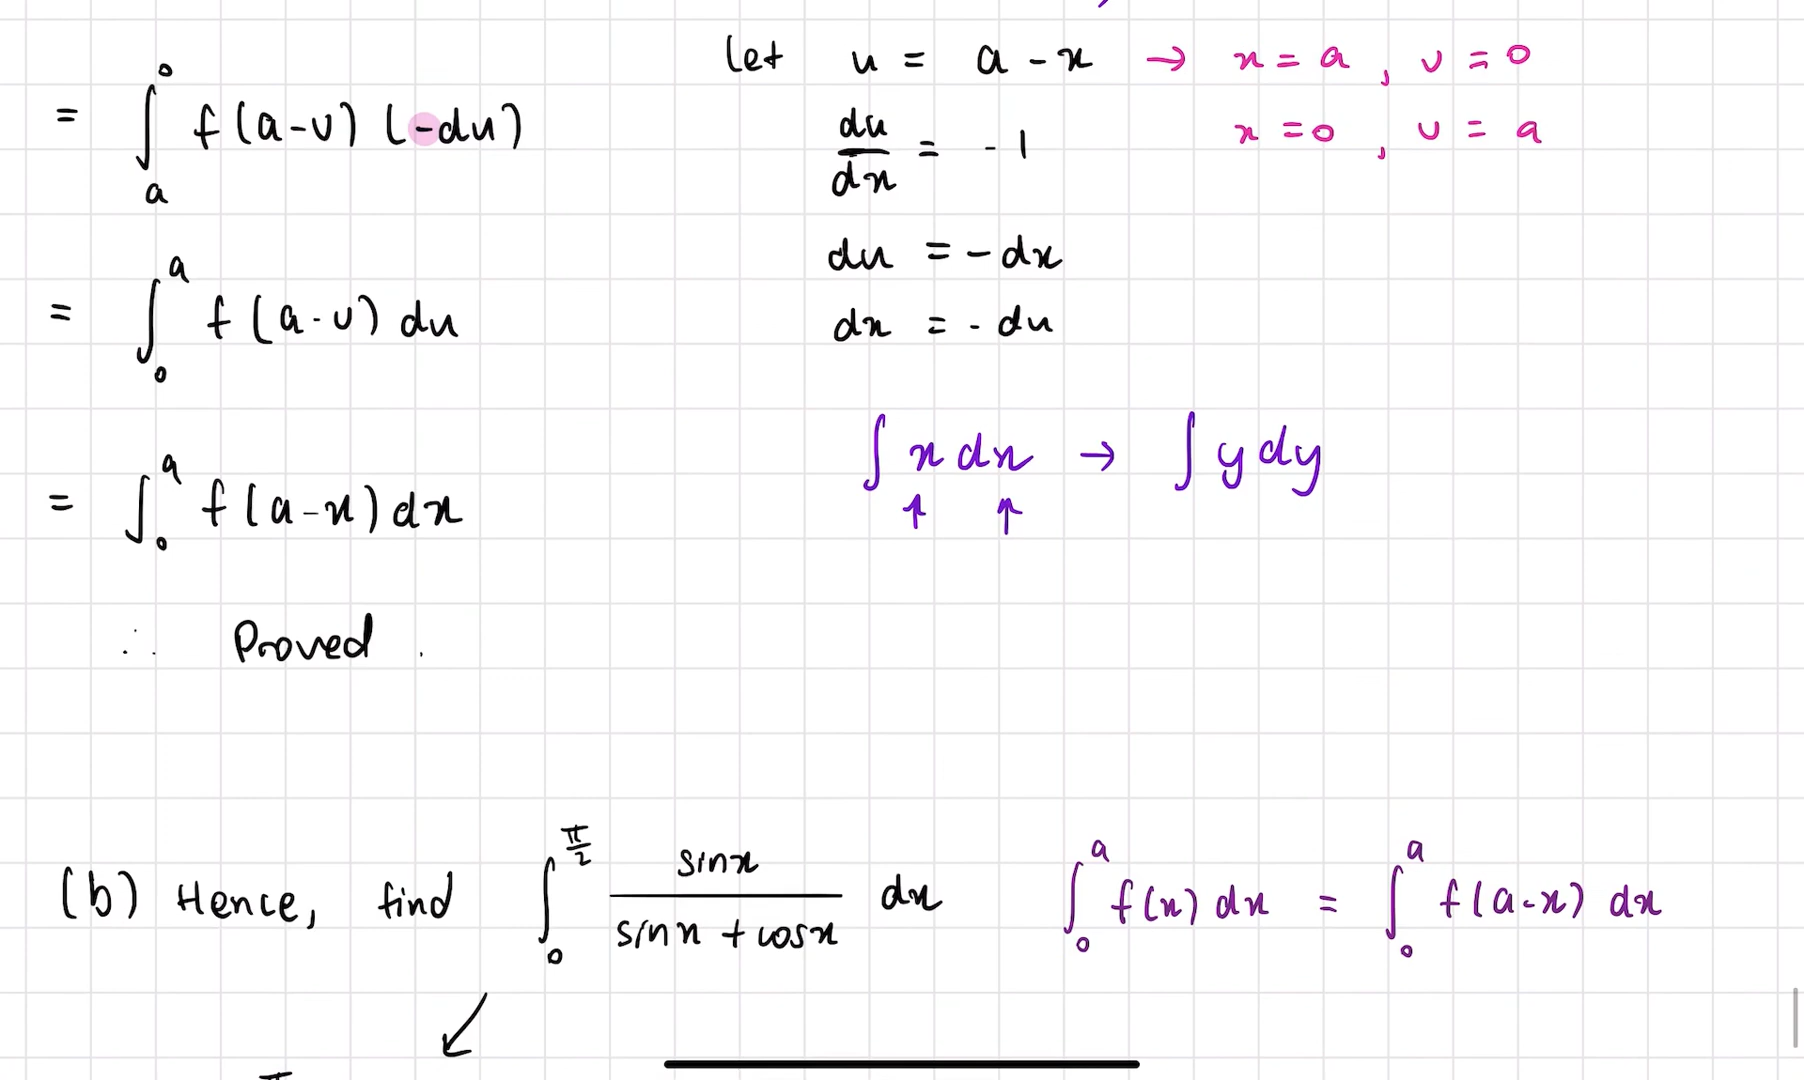 let u = a - x → x = a , u = 0
= ∫_a^0 f(a-u) (-du)
du/dx = -1
x = 0 , u = a
du = -dx
= ∫_0^a f(a-u) du
dx = -du
∫ x dx → ∫ y dy
↑ ↑
= ∫_0^a f(a-x) dx
∴ Proved .
(b) Hence, find ∫_0^{π/2} sinx/(sinx + cosx) dx
∫_0^a f(x) dx = ∫_0^a f(a-x) dx